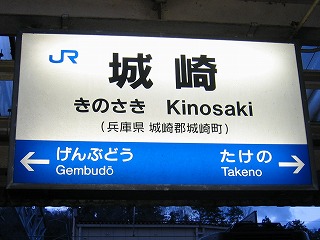 JR
城崎
きのさき Kinosaki
(兵庫県 城崎郡城崎町)
げんぶどう たけの
Gembudō Takeno